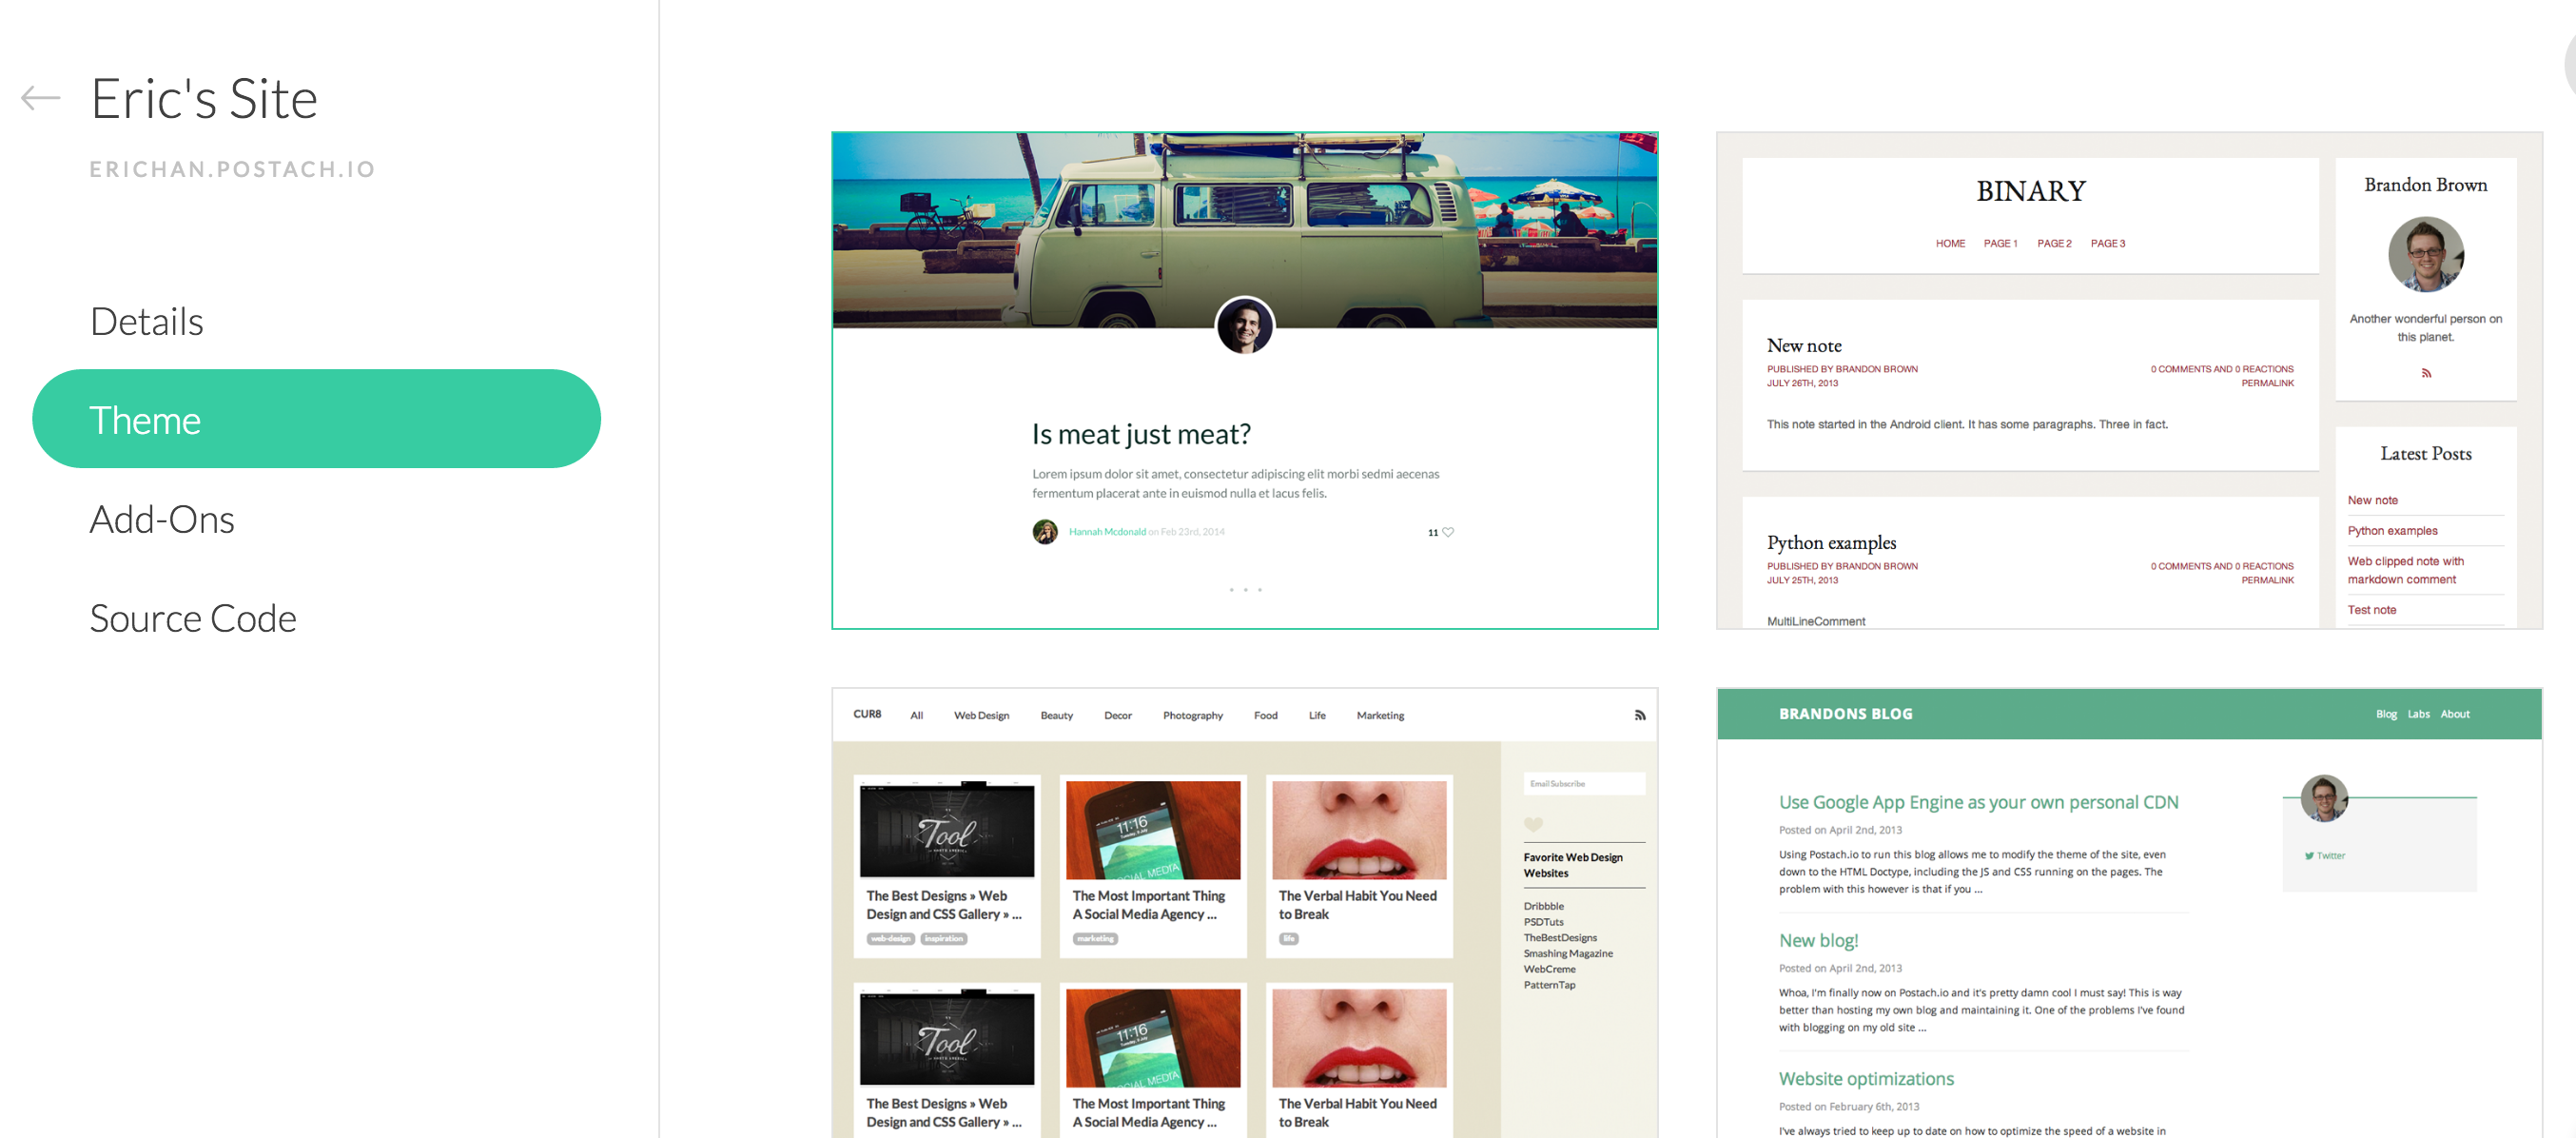 Eric's Site
ERICHAN.POSTACH.IO
Details
Theme
Add-Ons
Source Code
Is meat just meat?
Lorem ipsum dolor sit amet, consectetur adipiscing elit morbi sedmi aecenas
fermentum placerat ante in euismod nulla et lacus felis.
Hannah Mcdonald on Feb 23rd, 2014
11
BINARY
HOME PAGE 1 PAGE 2 PAGE 3
New note
PUBLISHED BY BRANDON BROWN
JULY 26TH, 2013
0 COMMENTS AND 0 REACTIONS
PERMALINK
This note started in the Android client. It has some paragraphs. Three in fact.
Python examples
PUBLISHED BY BRANDON BROWN
JULY 25TH, 2013
0 COMMENTS AND 0 REACTIONS
PERMALINK
MultiLineComment
Brandon Brown
Another wonderful person on
this planet.
Latest Posts
New note
Python examples
Web clipped note with
markdown comment
Test note
CUR8 All Web Design Beauty Decor Photography Food Life Marketing
Tool
11:16
SOCIAL MEDIA
The Best Designs » Web
Design and CSS Gallery » ...
web-design inspiration
The Most Important Thing
A Social Media Agency ...
marketing
The Verbal Habit You Need
to Break
life
Tool
11:16
SOCIAL MEDIA
The Best Designs » Web
Design and CSS Gallery » ...
The Most Important Thing
A Social Media Agency ...
The Verbal Habit You Need
to Break
Email Subscribe
Favorite Web Design
Websites
Dribbble
PSDTuts
TheBestDesigns
Smashing Magazine
WebCreme
PatternTap
BRANDONS BLOG
Blog Labs About
Use Google App Engine as your own personal CDN
Posted on April 2nd, 2013
Using Postach.io to run this blog allows me to modify the theme of the site, even
down to the HTML Doctype, including the JS and CSS running on the pages. The
problem with this however is that if you ...
New blog!
Posted on April 2nd, 2013
Whoa, I'm finally now on Postach.io and it's pretty damn cool I must say! This is way
better than hosting my own blog and maintaining it. One of the problems I've found
with blogging on my old site ...
Website optimizations
Posted on February 6th, 2013
I've always tried to keep up to date on how to optimize the speed of a website in
Twitter